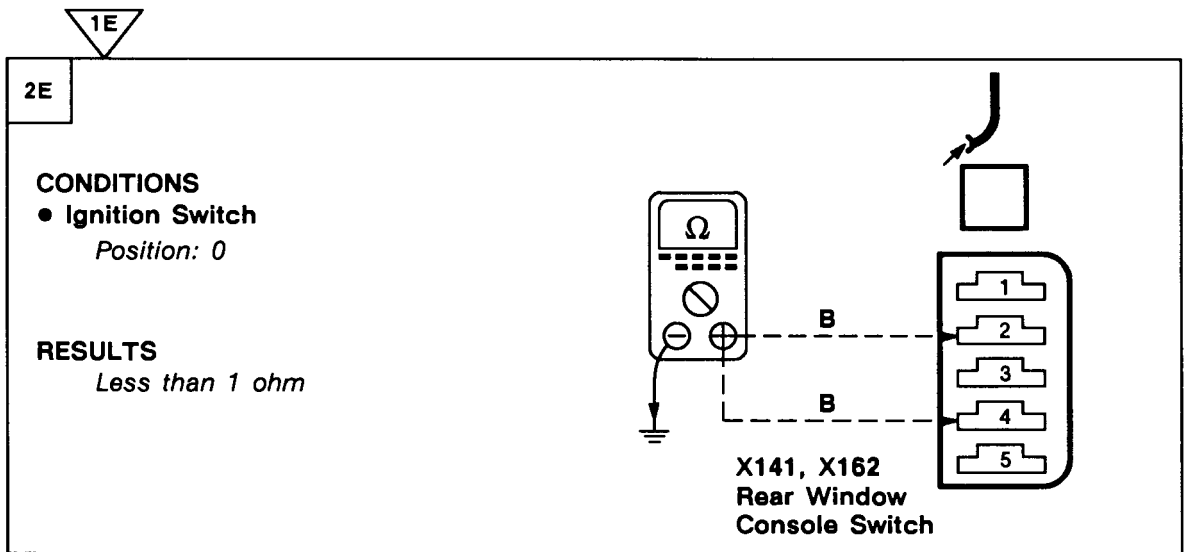 1E
2E
CONDITIONS
● Ignition Switch
Position: 0
RESULTS
Less than 1 ohm
Ω
B
B
1
2
3
4
5
X141, X162
Rear Window
Console Switch